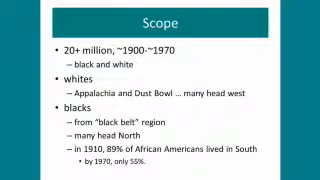 Scope
• 20+ million, ~1900-~1970
– black and white
• whites
– Appalachia and Dust Bowl … many head west
• blacks
– from “black belt” region
– many head North
– in 1910, 89% of African Americans lived in South
• by 1970, only 55%.